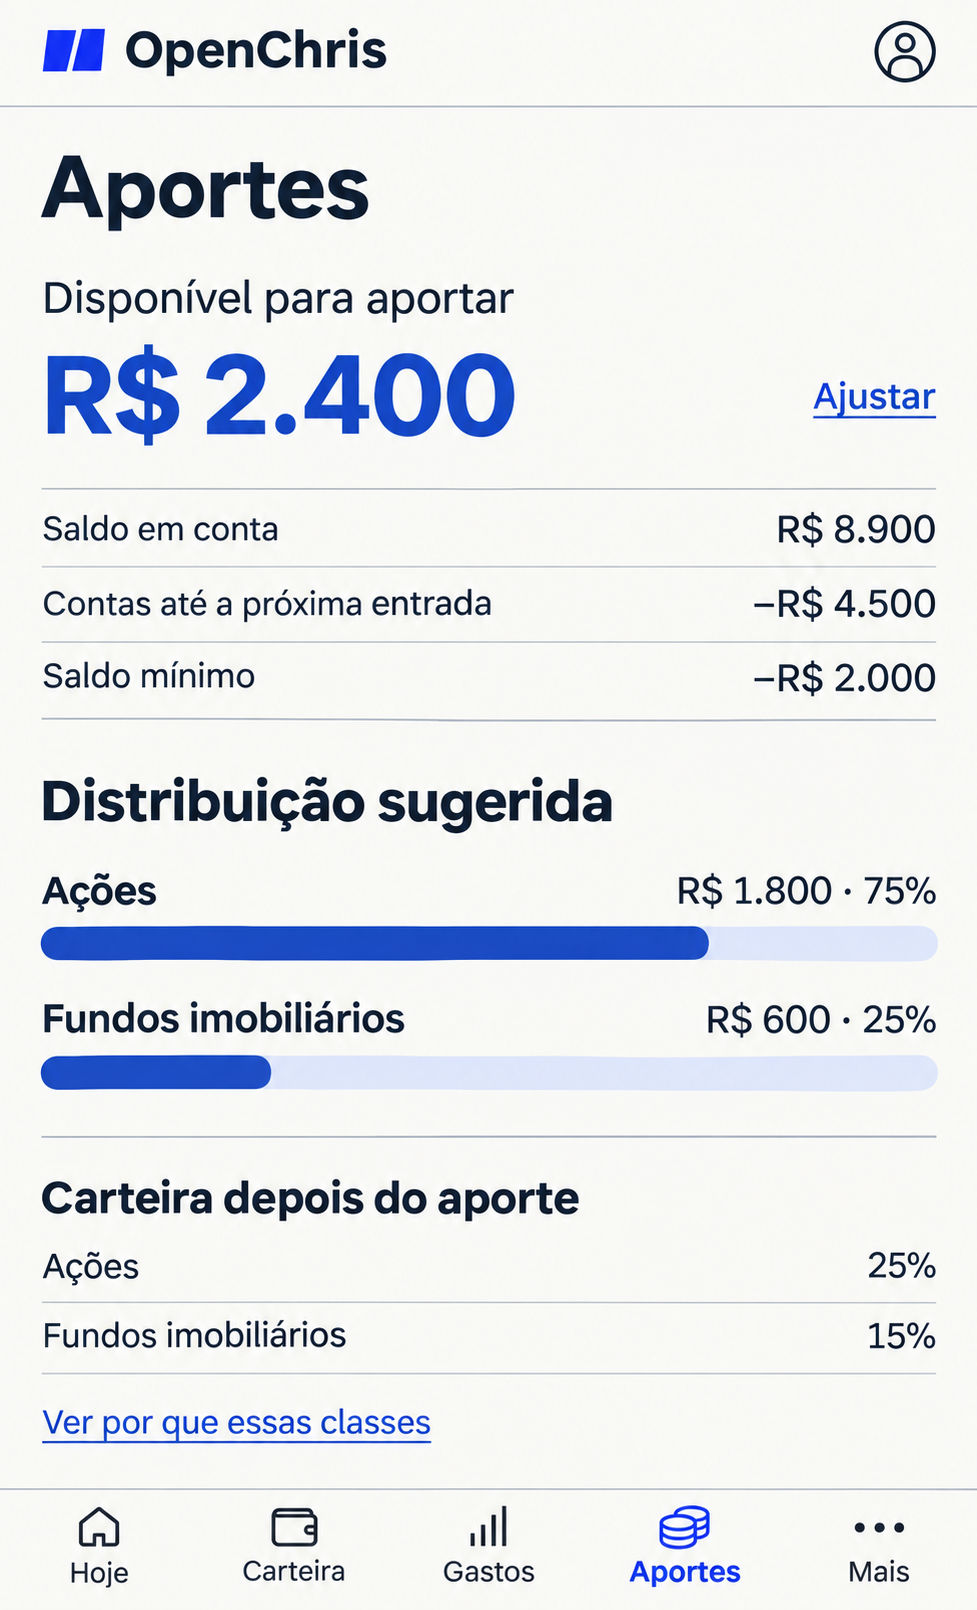 OpenChris
Aportes
Disponível para aportar
R$ 2.400
Ajustar
Saldo em conta R$ 8.900
Contas até a próxima entrada –R$ 4.500
Saldo mínimo –R$ 2.000
Distribuição sugerida
Ações R$ 1.800 · 75%
Fundos imobiliários R$ 600 · 25%
Carteira depois do aporte
Ações 25%
Fundos imobiliários 15%
Ver por que essas classes
Hoje Carteira Gastos Aportes Mais